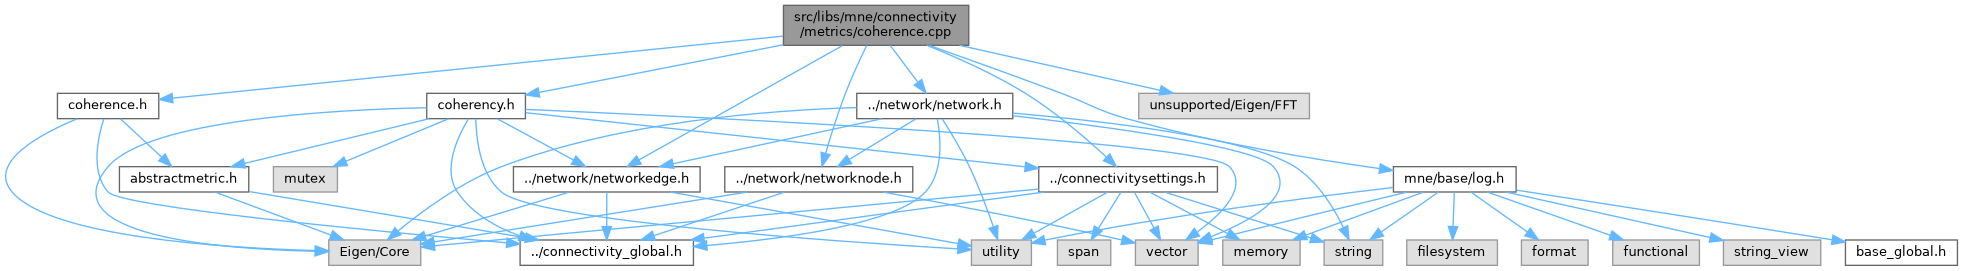 src/libs/mne/connectivity
/metrics/coherence.cpp
coherence.h
coherency.h
../network/network.h
unsupported/Eigen/FFT
abstractmetric.h
mutex
../network/networkedge.h
../network/networknode.h
../connectivitysettings.h
mne/base/log.h
Eigen/Core
../connectivity_global.h
utility
span
vector
memory
string
filesystem
format
functional
string_view
base_global.h